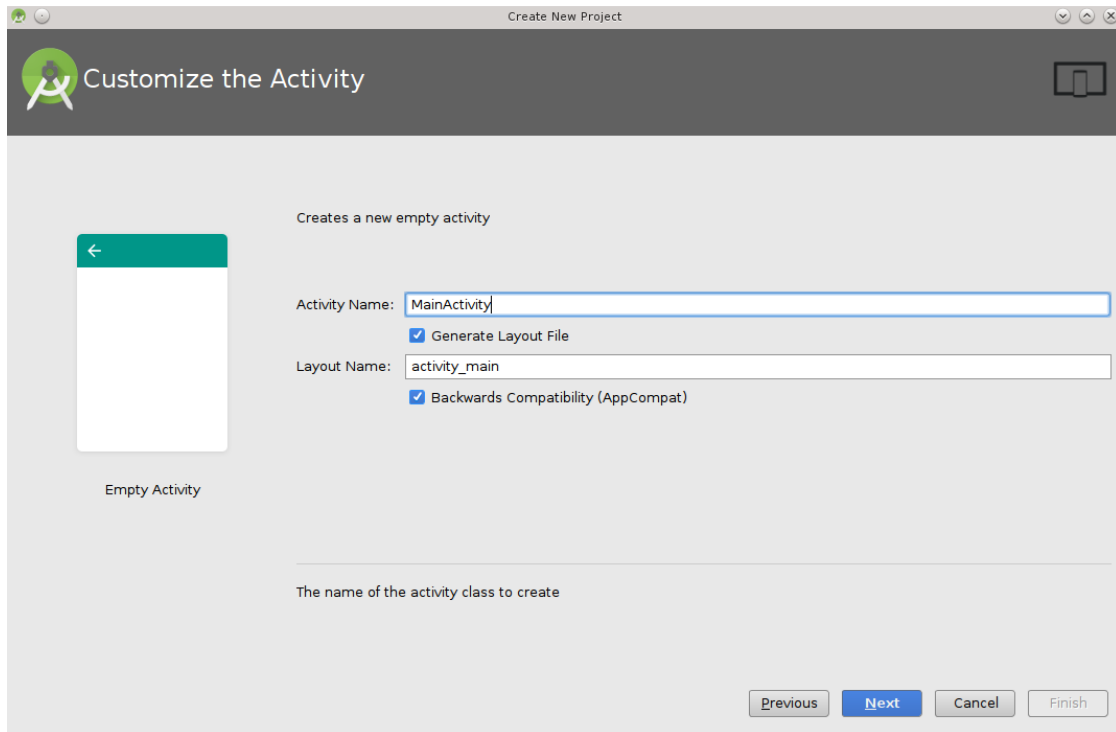 Create New Project
Customize the Activity
Creates a new empty activity
Activity Name: MainActivity
Generate Layout File
Layout Name: activity_main
Backwards Compatibility (AppCompat)
Empty Activity
The name of the activity class to create
Previous Next Cancel Finish